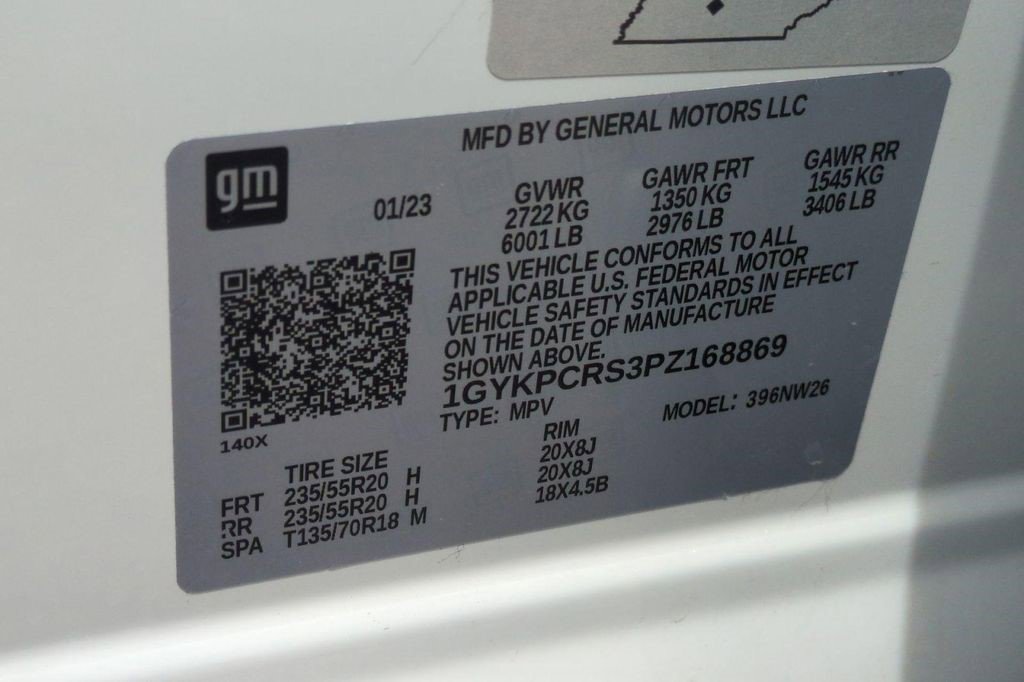 MFD BY GENERAL MOTORS LLC
gm
01/23
GVWR
2722 KG
6001 LB
GAWR FRT
1350 KG
2976 LB
GAWR RR
1545 KG
3406 LB
THIS VEHICLE CONFORMS TO ALL
APPLICABLE U.S. FEDERAL MOTOR
VEHICLE SAFETY STANDARDS IN EFFECT
ON THE DATE OF MANUFACTURE
SHOWN ABOVE.
1GYKPCRS3PZ168869
TYPE: MPV
MODEL: 396NW26
140X
TIRE SIZE RIM
FRT 235/55R20 H 20X8J
RR 235/55R20 H 20X8J
SPA T135/70R18 M 18X4.5B